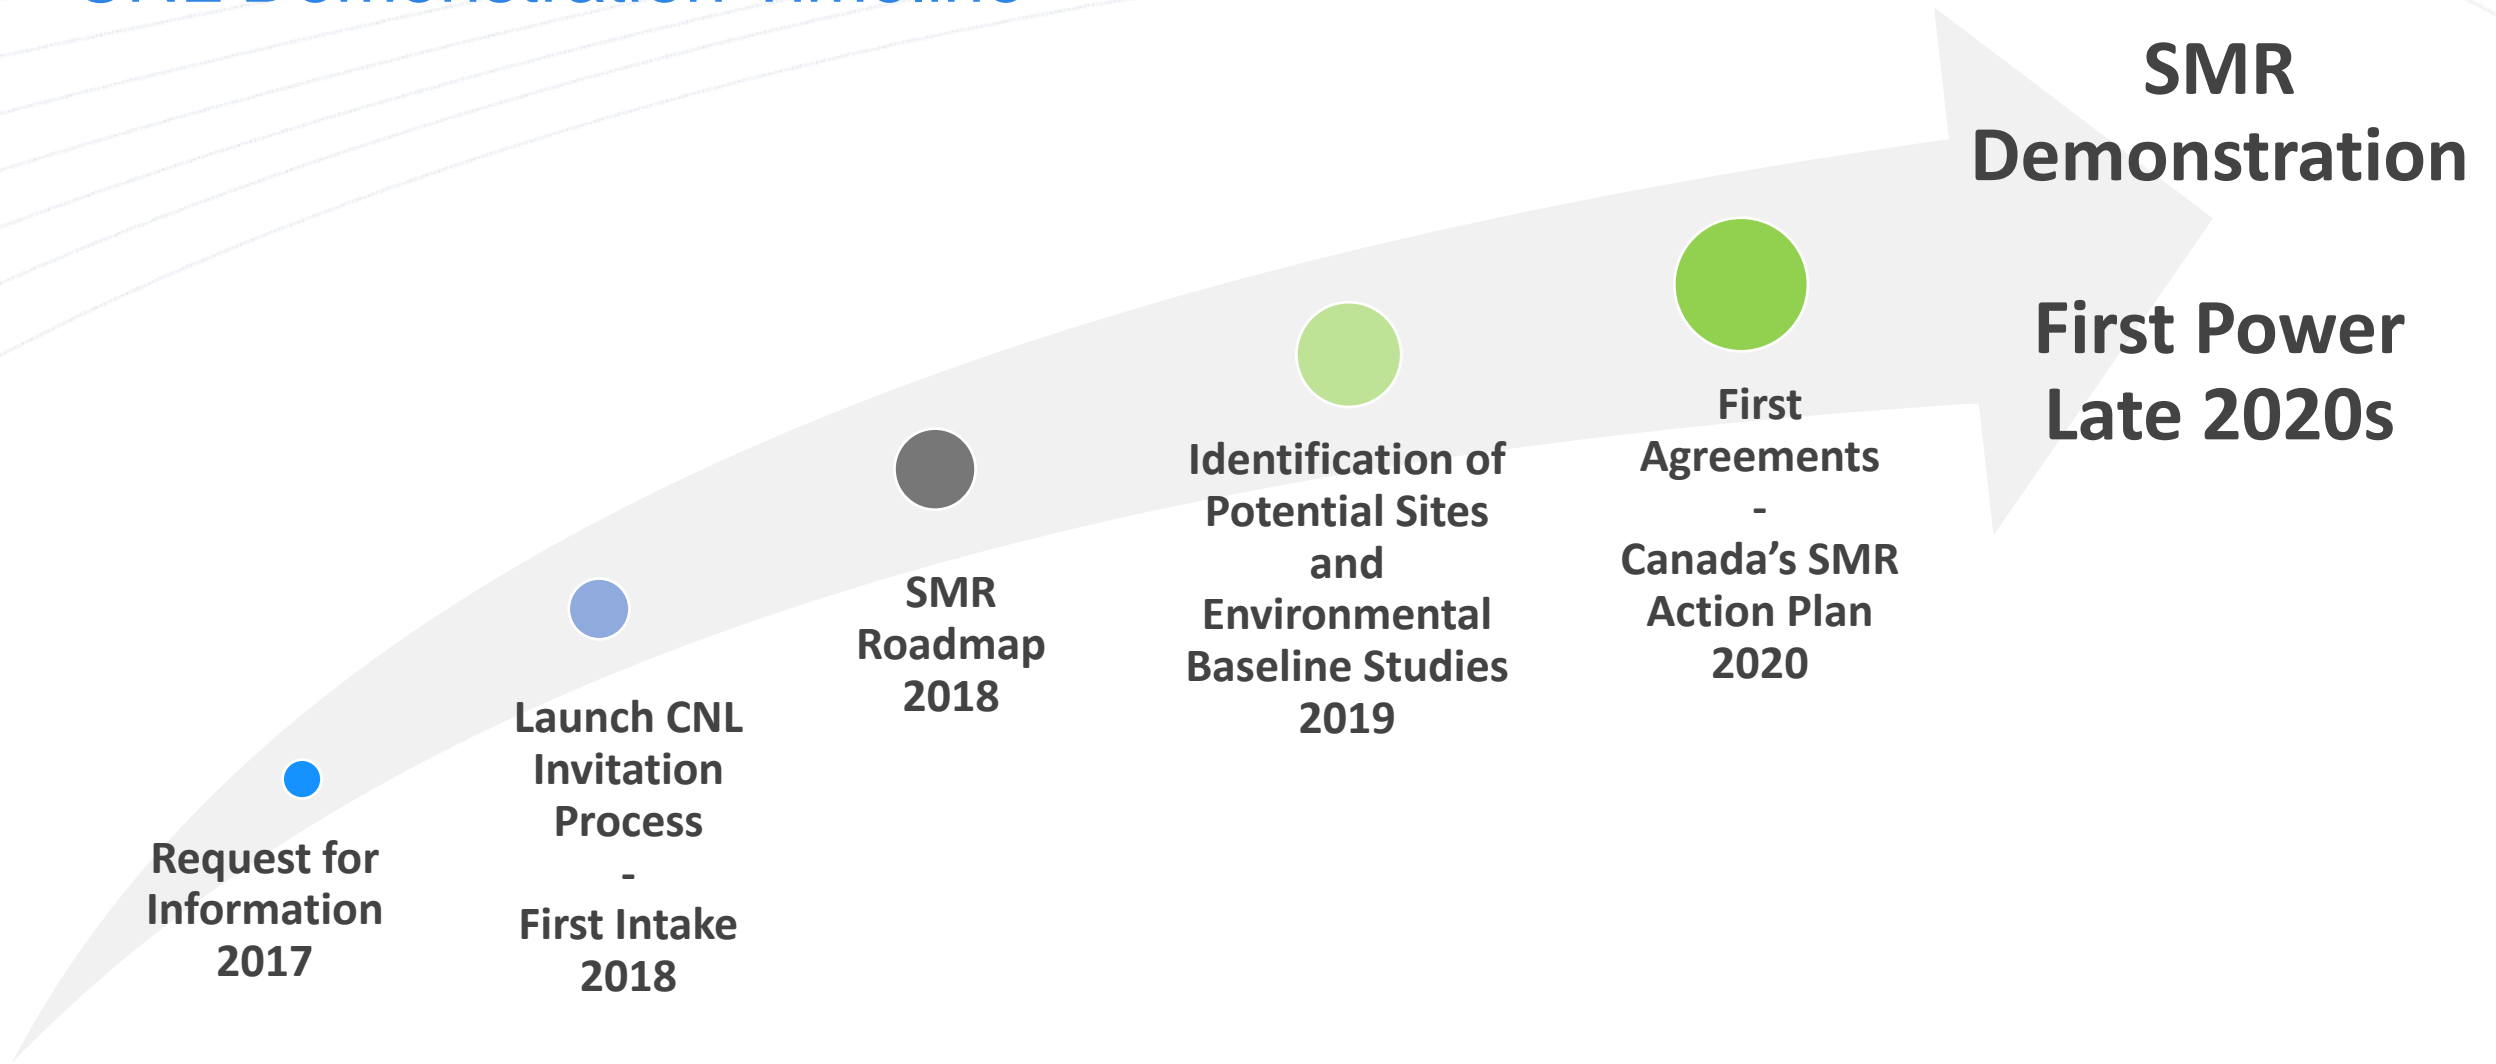 SMR
Demonstration
First Power
Late 2020s
First
Agreements
-
Canada’s SMR
Action Plan
2020
Identification of
Potential Sites
and
Environmental
Baseline Studies
2019
SMR
Roadmap
2018
Launch CNL
Invitation
Process
-
First Intake
2018
Request for
Information
2017